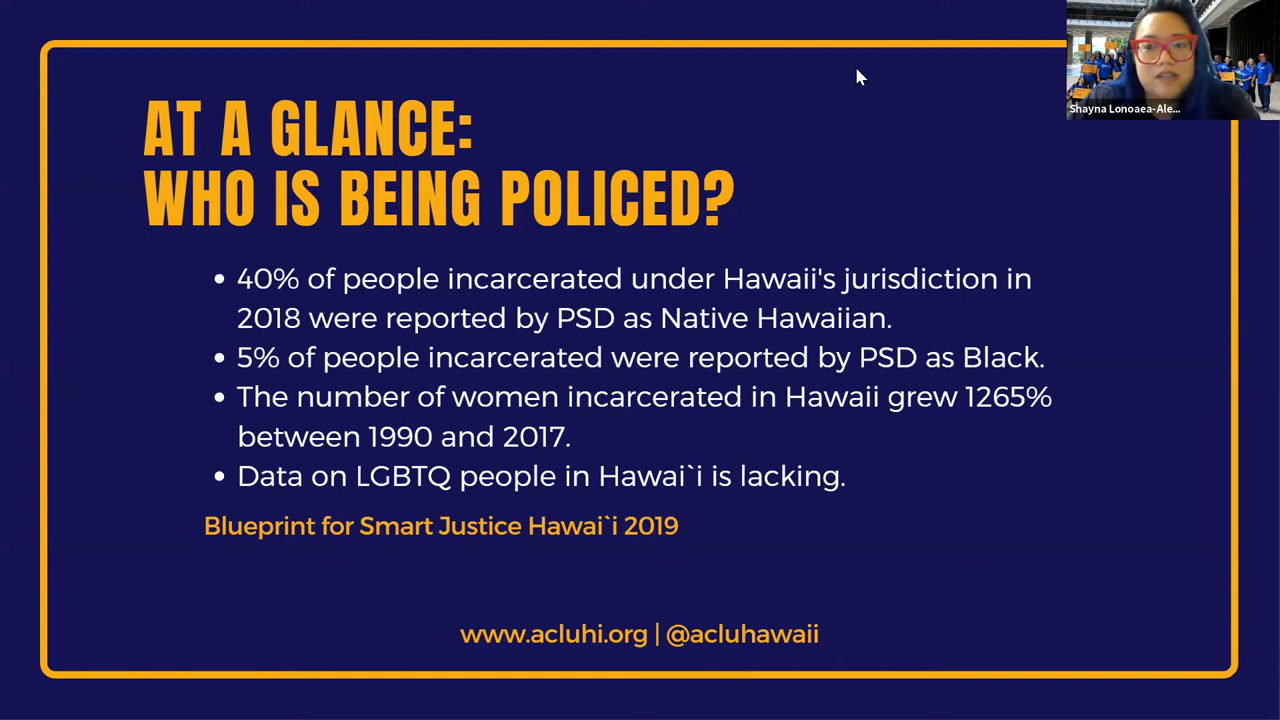 AT A GLANCE:
WHO IS BEING POLICED?
• 40% of people incarcerated under Hawaii's jurisdiction in
2018 were reported by PSD as Native Hawaiian.
• 5% of people incarcerated were reported by PSD as Black.
• The number of women incarcerated in Hawaii grew 1265%
between 1990 and 2017.
• Data on LGBTQ people in Hawai`i is lacking.
Blueprint for Smart Justice Hawai`i 2019
www.acluhi.org | @acluhawaii
Shayna Lonoaea-Ale...